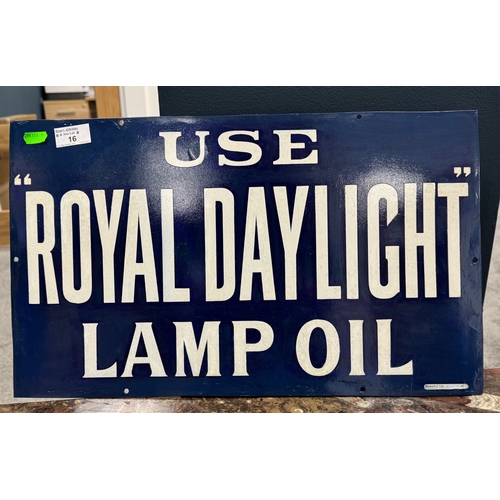 16
USE
"ROYAL DAYLIGHT"
LAMP OIL